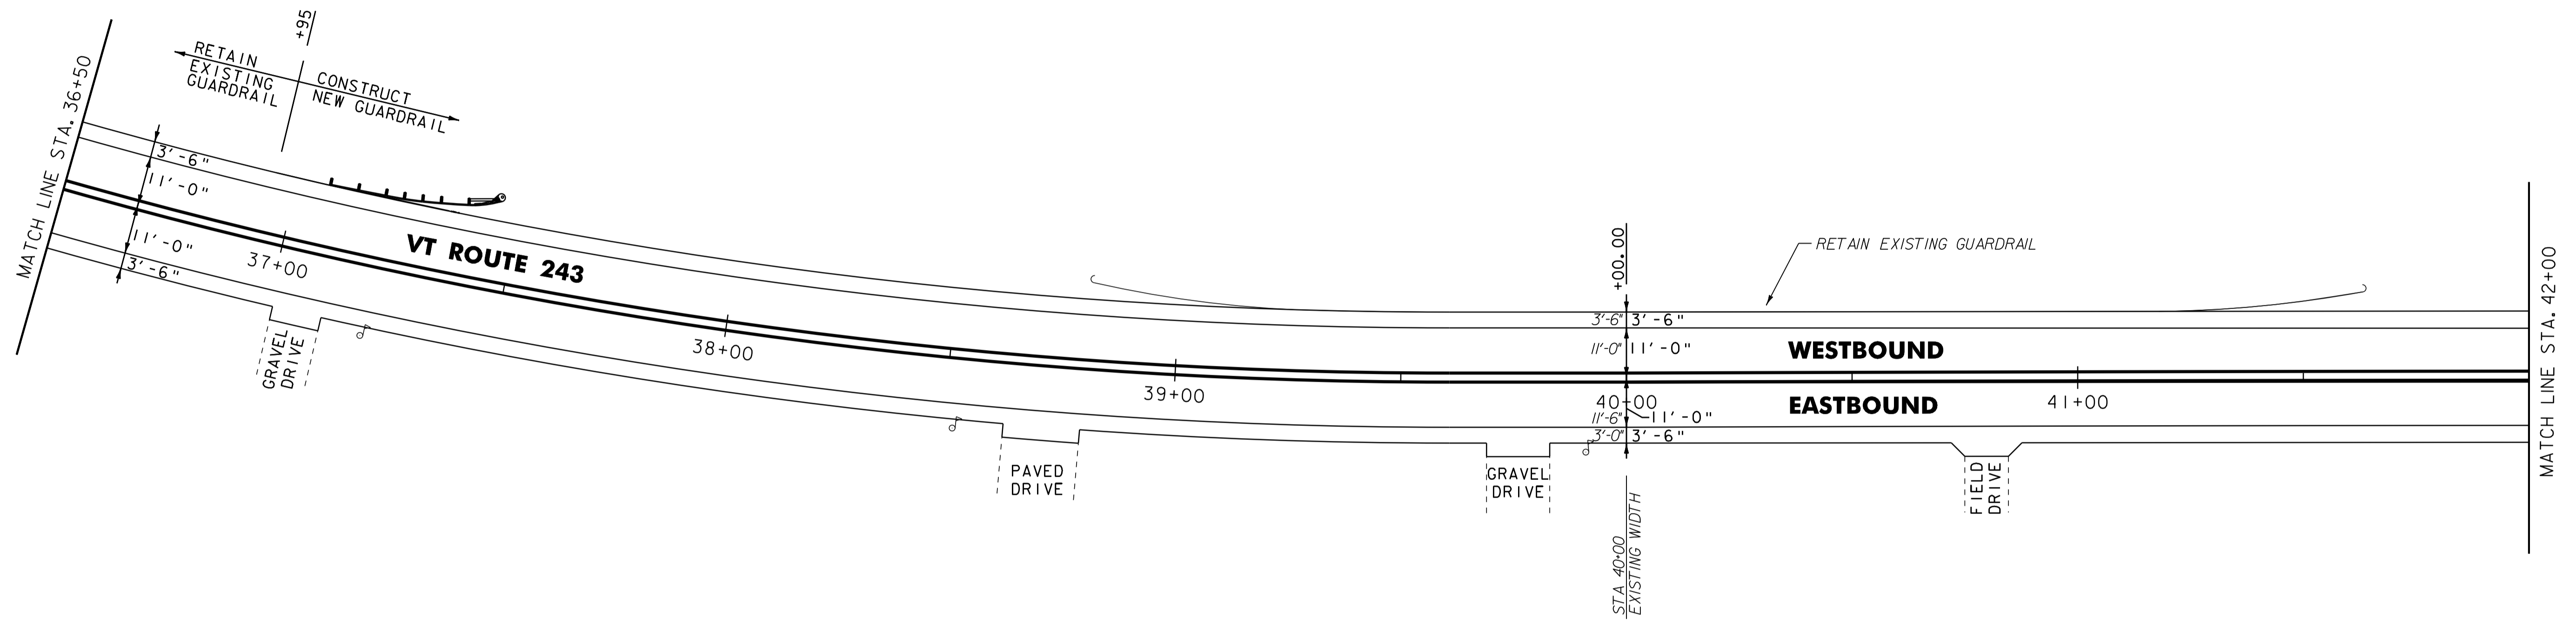 +95
RETAIN
EXISTING
GUARDRAIL
CONSTRUCT
NEW GUARDRAIL
MATCH LINE STA. 36+50
3'-6"
11'-0"
11'-0"
3'-6"
37+00
VT ROUTE 243
GRAVEL
DRIVE
38+00
PAVED
DRIVE
39+00
+00.00
RETAIN EXISTING GUARDRAIL
3'-6" 3'-6"
11'-0" 11'-0"
WESTBOUND
40+00
41+00
EASTBOUND
11'-6" 11'-0"
3'-0" 3'-6"
GRAVEL
DRIVE
STA 40+00
EXISTING WIDTH
FIELD
DRIVE
MATCH LINE STA. 42+00